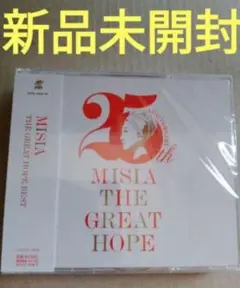 新品未開封
25th
MISIA
THE GREAT
HOPE
MISIA
THE GREAT HOPE BEST